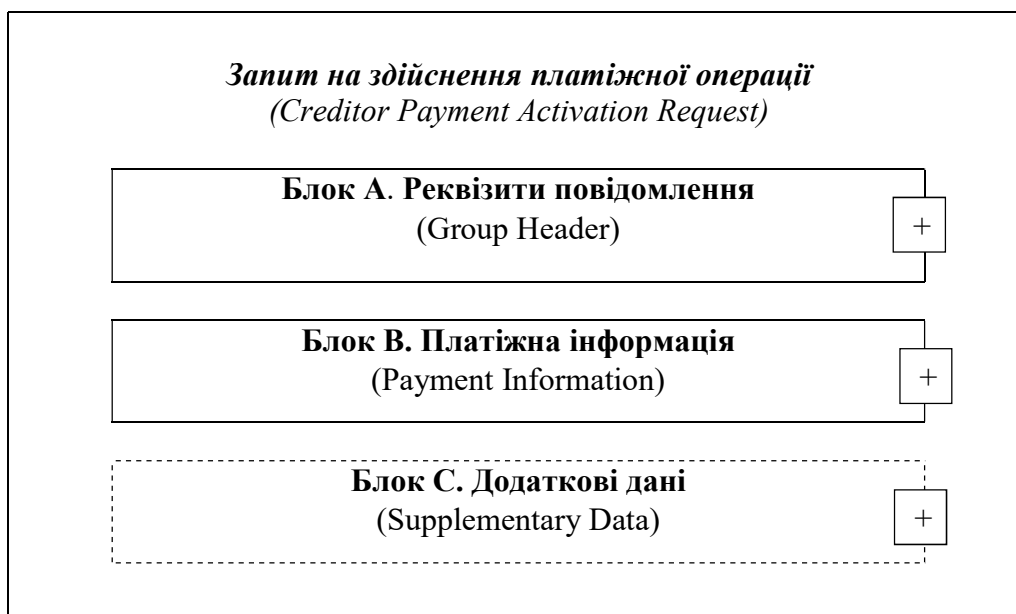 Запит на здійснення платіжної операції
(Creditor Payment Activation Request)
Блок А. Реквізити повідомлення
(Group Header)
+
Блок В. Платіжна інформація
(Payment Information)
+
Блок С. Додаткові дані
(Supplementary Data)
+